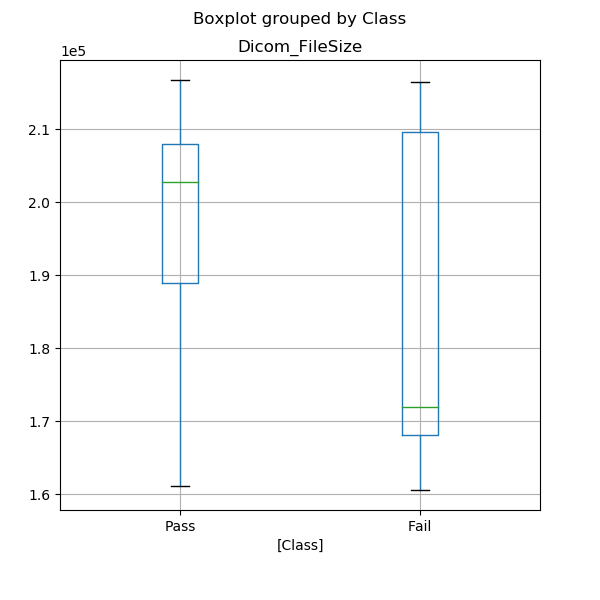 Boxplot grouped by Class
Dicom_FileSize
1e5
2.1
2.0
1.9
1.8
1.7
1.6
Pass Fail
[Class]